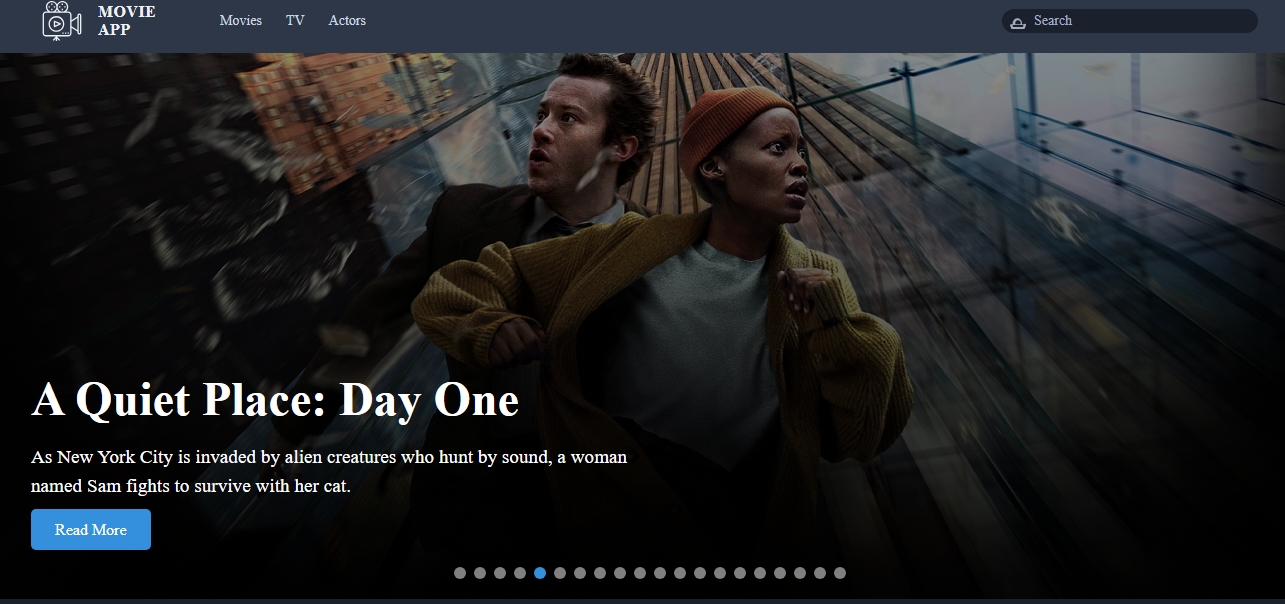 MOVIE
APP
Movies TV Actors
Search
A Quiet Place: Day One
As New York City is invaded by alien creatures who hunt by sound, a woman
named Sam fights to survive with her cat.
Read More